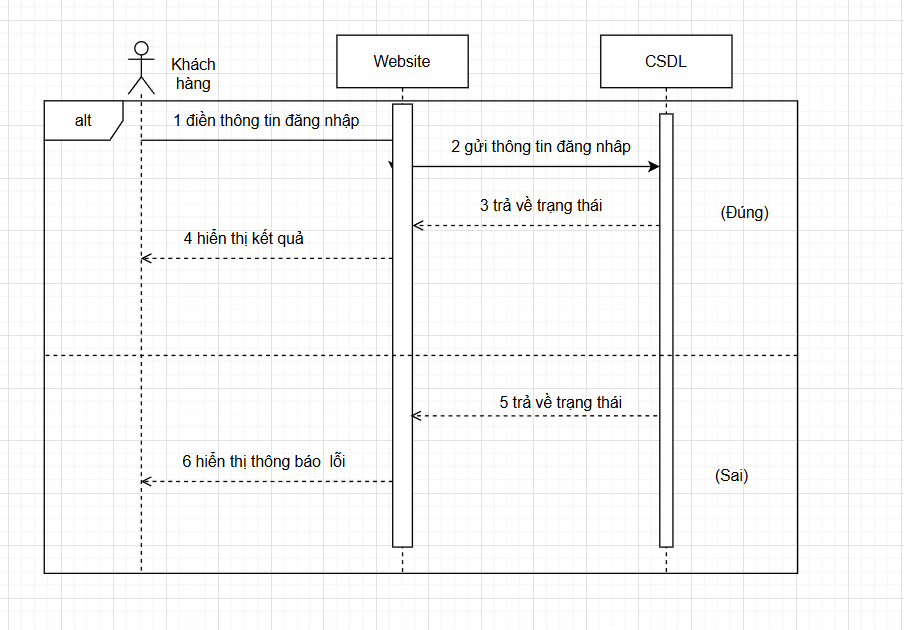 Khách
hàng
Website
CSDL
alt
1 điền thông tin đăng nhập
2 gửi thông tin đăng nhâp
3 trả về trạng thái
(Đúng)
4 hiển thị kết quả
5 trả về trạng thái
6 hiển thị thông báo lỗi
(Sai)